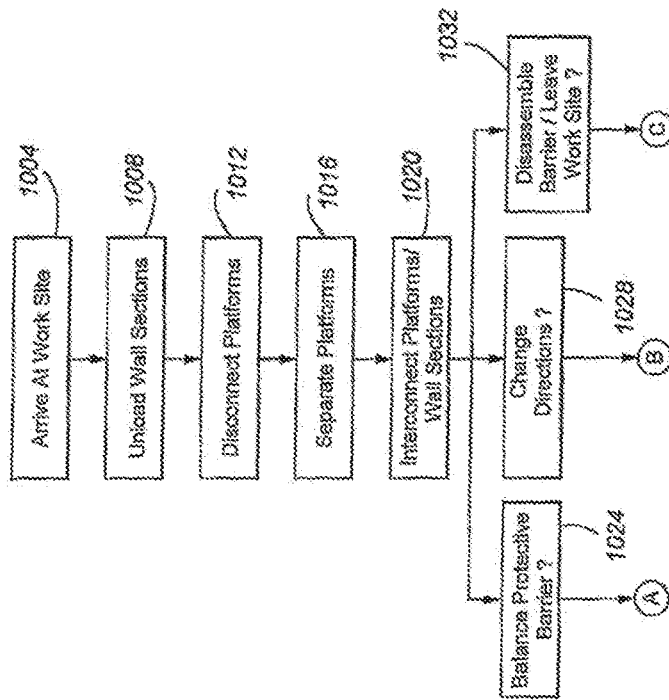 Arrive At Work Site
1004
Unload Wall Sections
1008
Disconnect Platforms
1012
Separate Platforms
1016
Interconnect Platforms/
Wall Sections
1020
Balance Protective
Barrier ?
1024
Change
Directions ?
1028
Disassemble
Barrier / Leave
Work Site ?
1032
A
B
C